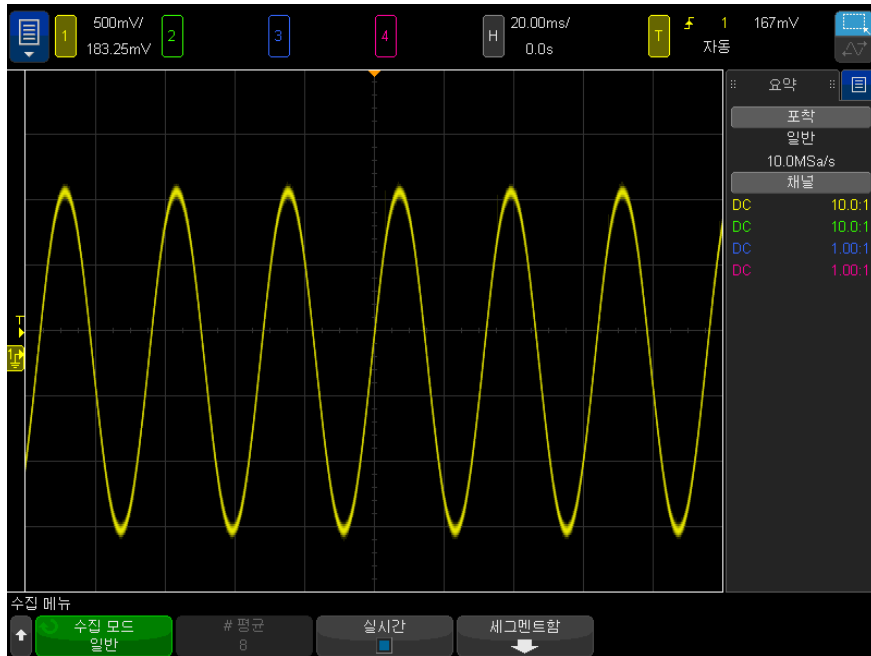 1 500mV/ 183.25mV 2 3 4 H 20.00ms/ 0.0s T 1 167mV 자동
요약
포착
일반
10.0MSa/s
채널
DC 10.0:1
DC 10.0:1
DC 1.00:1
DC 1.00:1
T
1
수집 메뉴
수집 모드
일반
# 평균
8
실시간
세그멘트함